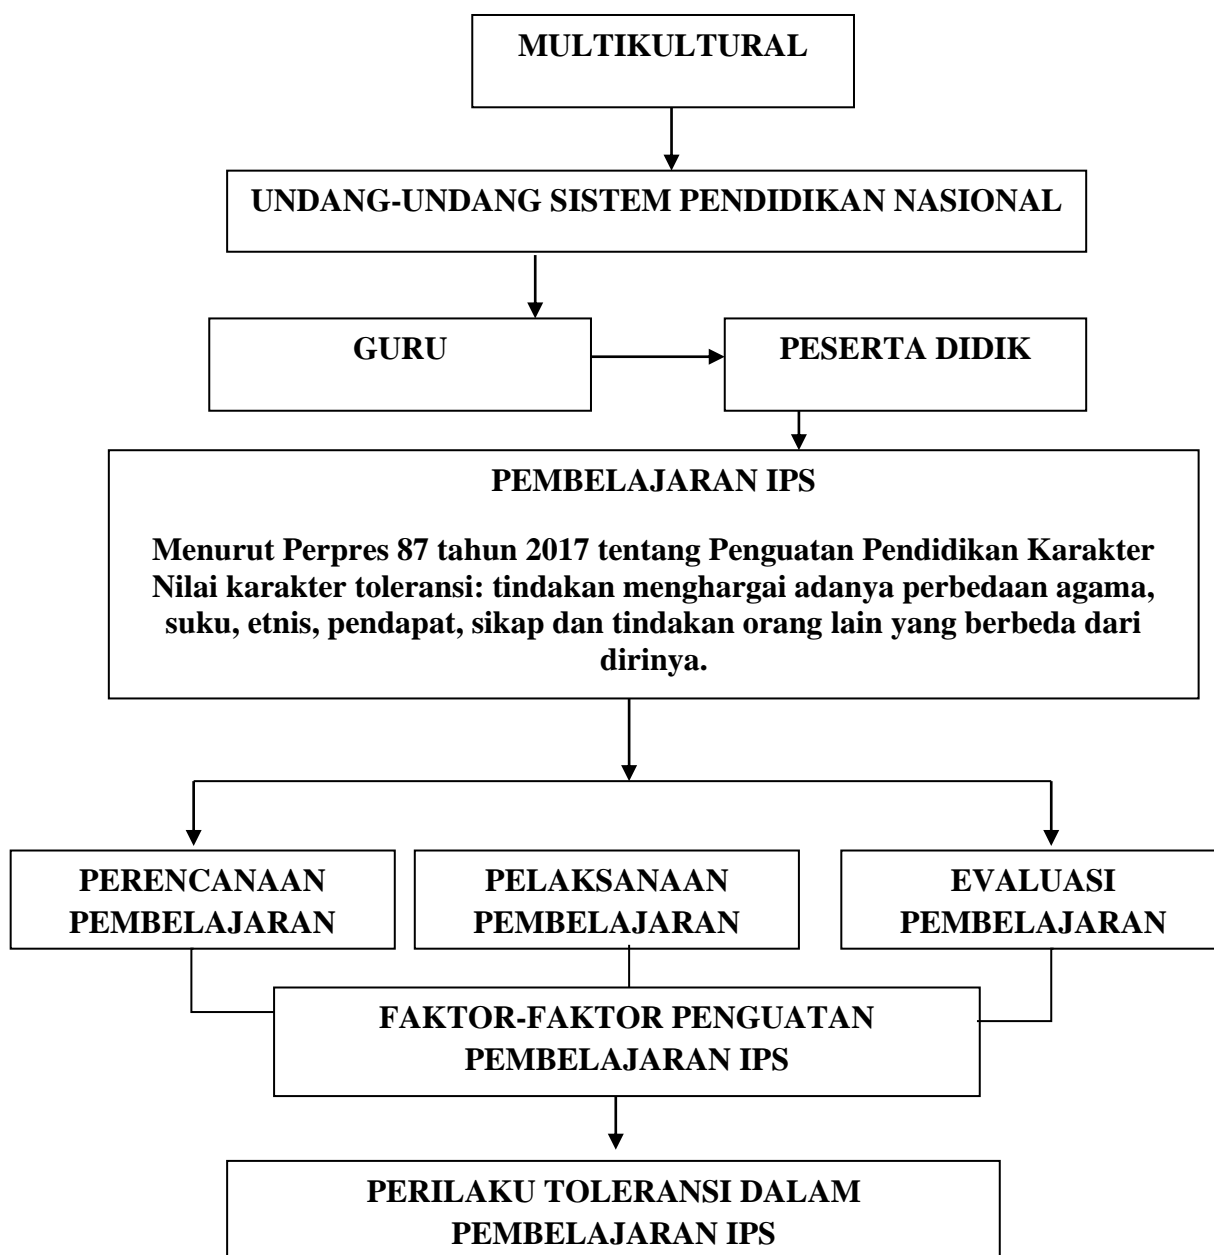 MULTIKULTURAL
UNDANG-UNDANG SISTEM PENDIDIKAN NASIONAL
GURU
PESERTA DIDIK
PEMBELAJARAN IPS
Menurut Perpres 87 tahun 2017 tentang Penguatan Pendidikan Karakter
Nilai karakter toleransi: tindakan menghargai adanya perbedaan agama,
suku, etnis, pendapat, sikap dan tindakan orang lain yang berbeda dari
dirinya.
PERENCANAAN
PEMBELAJARAN
PELAKSANAAN
PEMBELAJARAN
EVALUASI
PEMBELAJARAN
FAKTOR-FAKTOR PENGUATAN
PEMBELAJARAN IPS
PERILAKU TOLERANSI DALAM
PEMBELAJARAN IPS